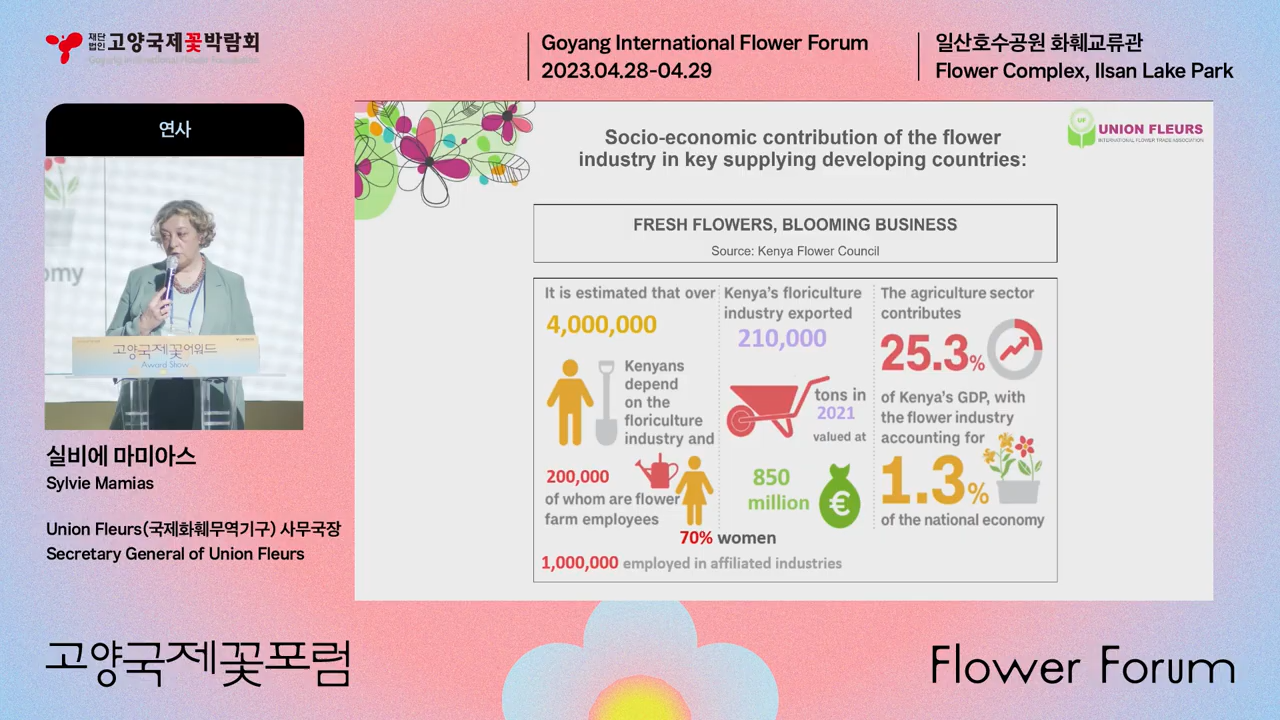 재단
법인 고양국제꽃박람회
Goyang International Flower Foundation
Goyang International Flower Forum
2023.04.28-04.29
일산호수공원 화훼교류관
Flower Complex, Ilsan Lake Park
연사
omy
고양국제꽃어워드
Award Show
실비에 마미아스
Sylvie Mamias
Union Fleurs(국제화훼무역기구) 사무국장
Secretary General of Union Fleurs
Socio-economic contribution of the flower
industry in key supplying developing countries:
UF
UNION FLEURS
INTERNATIONAL FLOWER TRADE ASSOCIATION
FRESH FLOWERS, BLOOMING BUSINESS
Source: Kenya Flower Council
It is estimated that over
4,000,000
Kenyans
depend
on the
floriculture
industry and
200,000
of whom are flower
farm employees
70% women
1,000,000 employed in affiliated industries
Kenya's floriculture
industry exported
210,000
tons in
2021
valued at
850
million
€
The agriculture sector
contributes
25.3%
of Kenya's GDP, with
the flower industry
accounting for
1.3%
of the national economy
고양국제꽃포럼
Flower Forum